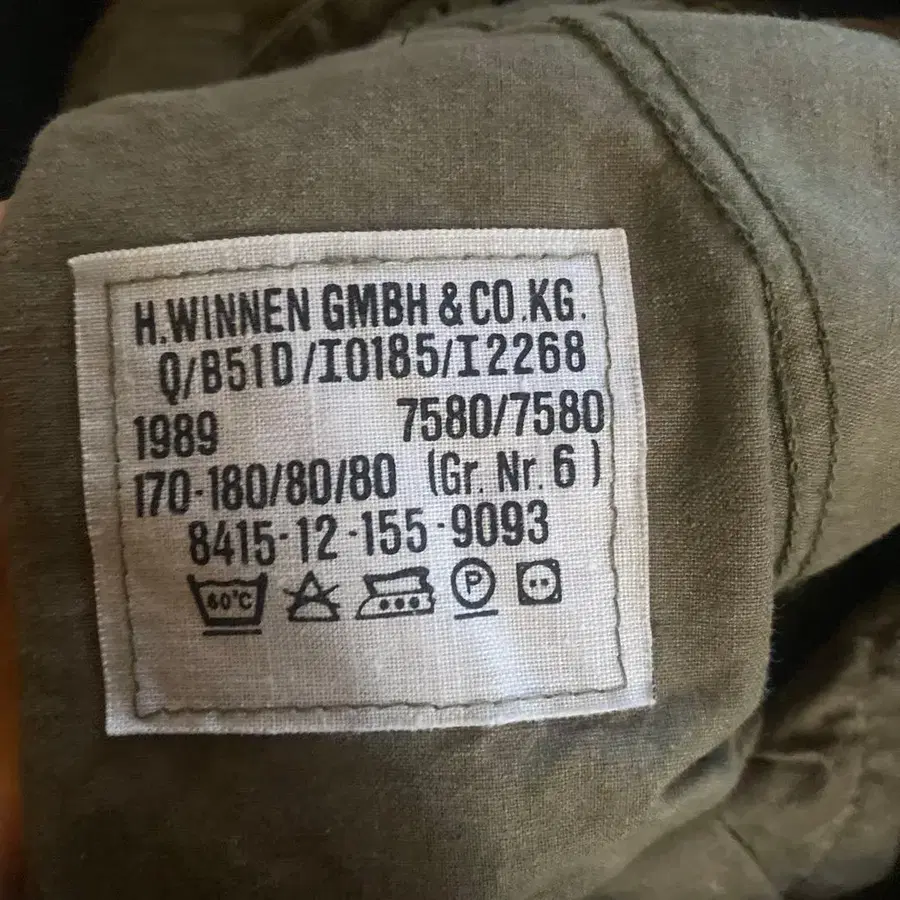 H.WINNEN GMBH & CO.KG.
Q/B51D/I0185/I2268
1989 7580/7580
170-180/80/80 (Gr. Nr. 6)
8415-12-155-9093
60°C P